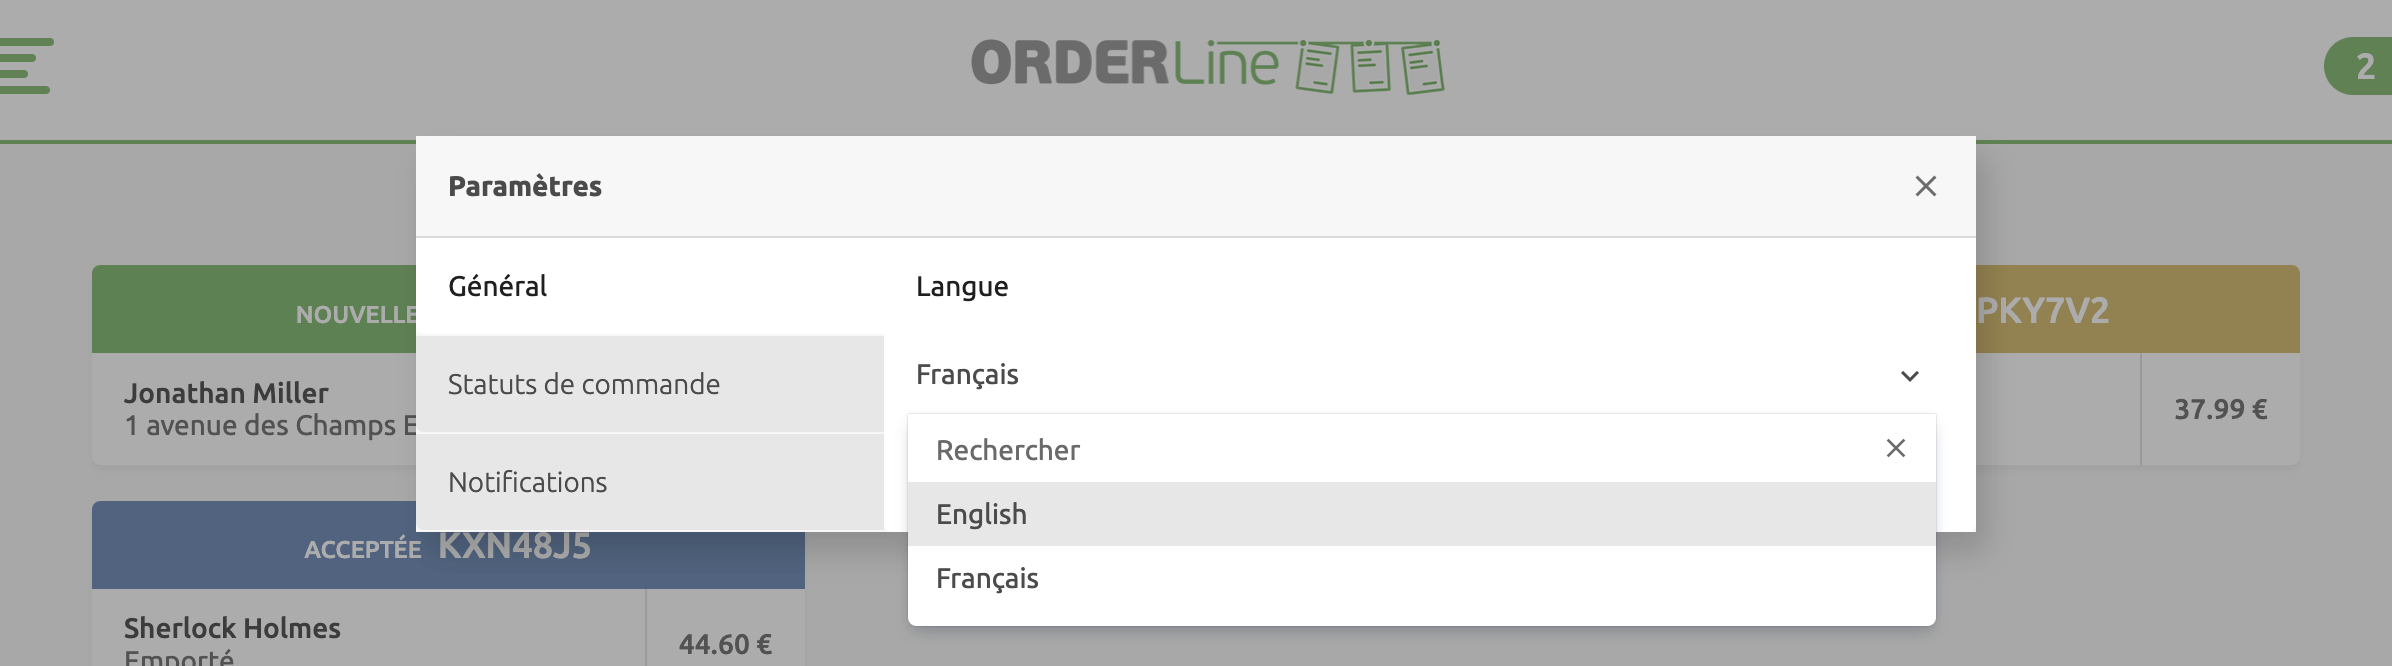 ORDERLine
2
Paramètres
Général
Statuts de commande
Notifications
Langue
Français
Rechercher
English
Français
NOUVELLE
Jonathan Miller
1 avenue des Champs
PKY7V2
37.99 €
ACCEPTÉE KXN48J5
Sherlock Holmes
Emporté
44.60 €